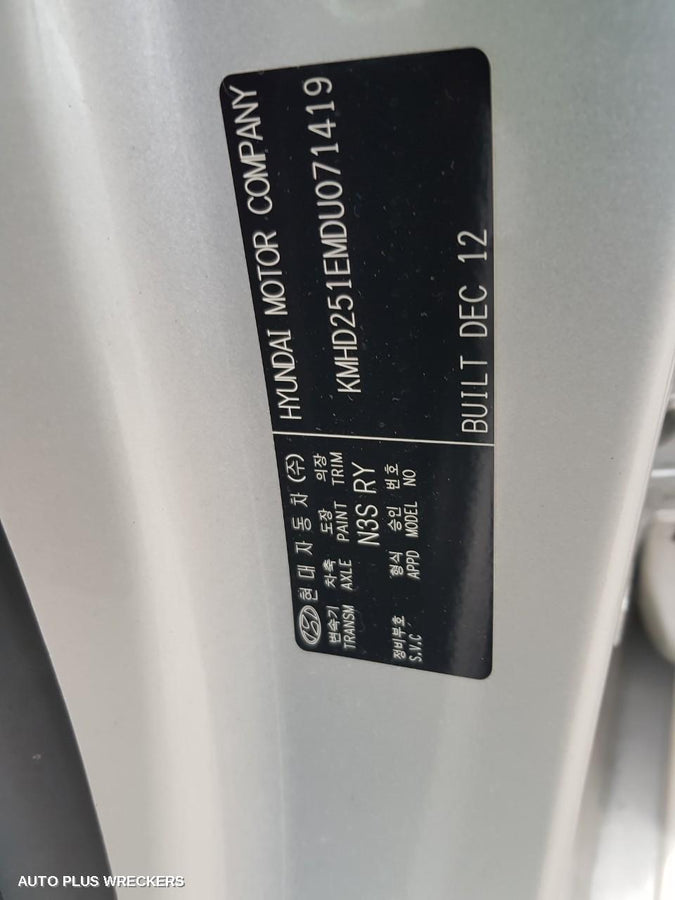 현대자동차(주)
HYUNDAI MOTOR COMPANY
변속기 차축 도장 의장
TRANSM AXLE PAINT TRIM
KMHD251EMDU071419
N3S RY
정비부호 형식 승인 번호
S.V.C APPD MODEL NO
BUILT DEC 12
AUTO PLUS WRECKERS